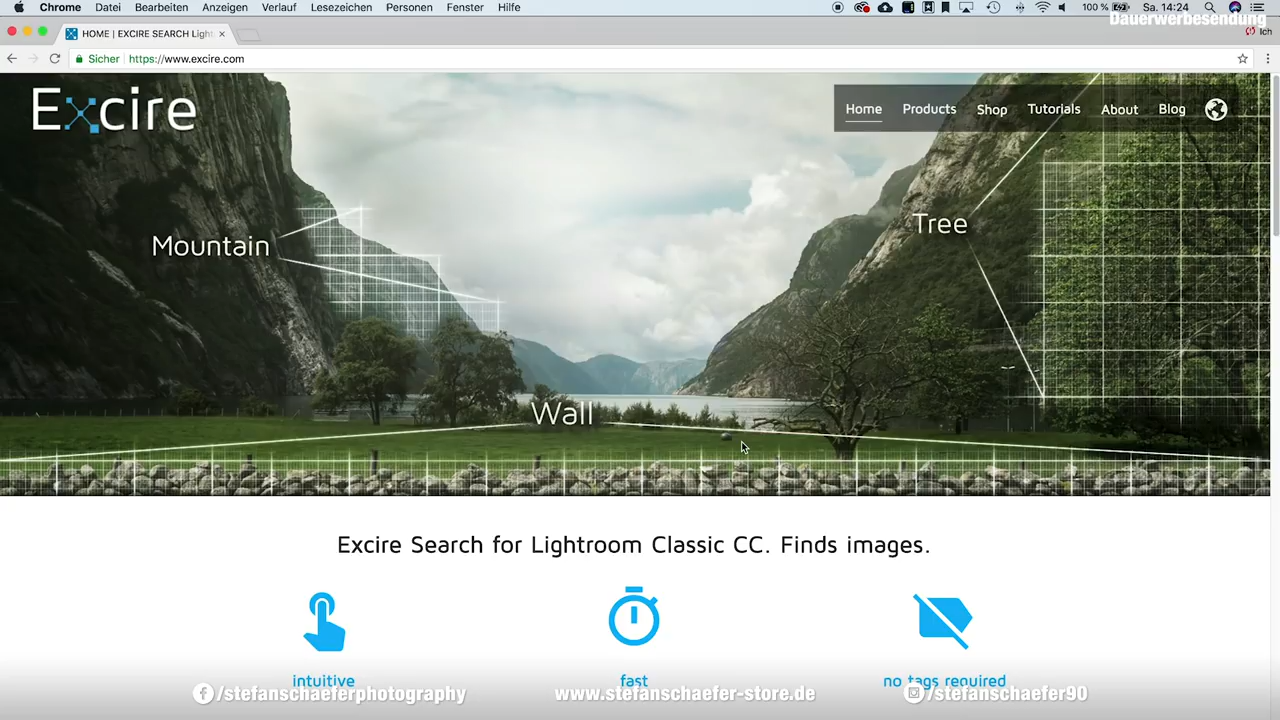 Chrome Datei Bearbeiten Anzeigen Verlauf Lesezeichen Personen Fenster Hilfe 100 % Sa. 14:24
Dauerwerbesendung
HOME | EXCIRE SEARCH Light Ich
Sicher https://www.excire.com
Excire
Home Products Shop Tutorials About Blog
Tree
Mountain
Wall
Excire Search for Lightroom Classic CC. Finds images.
intuitive fast no tags required
/stefanschaeferphotography www.stefanschaefer-store.de /stefanschaefer90